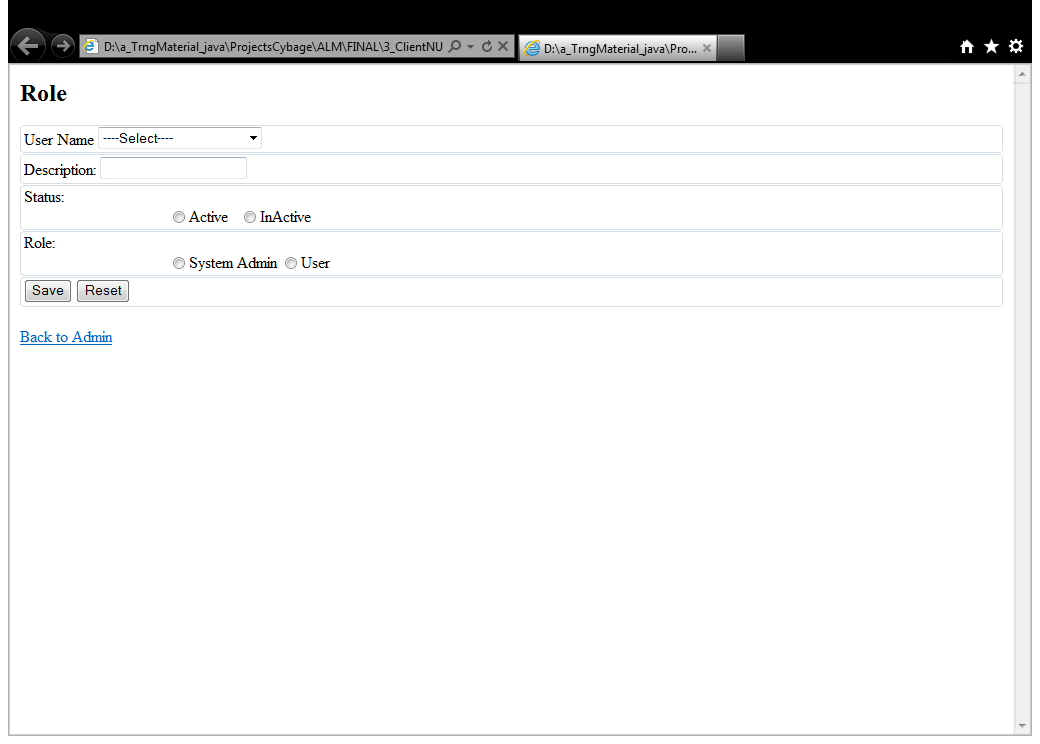 D:\a_TrngMaterial_java\ProjectsCybage\ALM\FINAL\3_ClientNU
D:\a_TrngMaterial_java\Pro...
Role
User Name ----Select----
Description:
Status:
Active InActive
Role:
System Admin User
Save Reset
Back to Admin